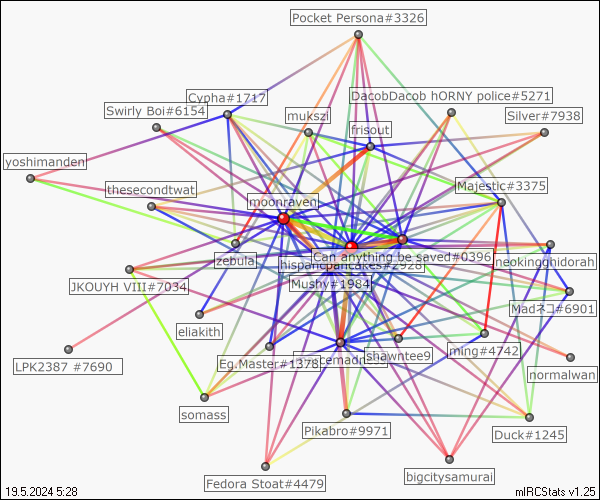 Pocket Persona#3326
DacobDacob hORNY police#5271
Cypha#1717
Swirly Boi#6154
mukszi
Silver#7938
frisout
yoshimanden
thesecondtwat
Majestic#3375
moonraven
zebula
Can anything be saved#0396
neokingghidorah
hispanicpancakes#2928
Mushy#1984
JKOUYH VIII#7034
Madネコ#6901
eliakith
Eg.Master#1378
shawntee9
ming#4742
LPK2387 #7690
normalwan
somass
Pikabro#9971
Duck#1245
Fedora Stoat#4479
bigcitysamurai
19.5.2024 5:28
mIRCStats v1.25